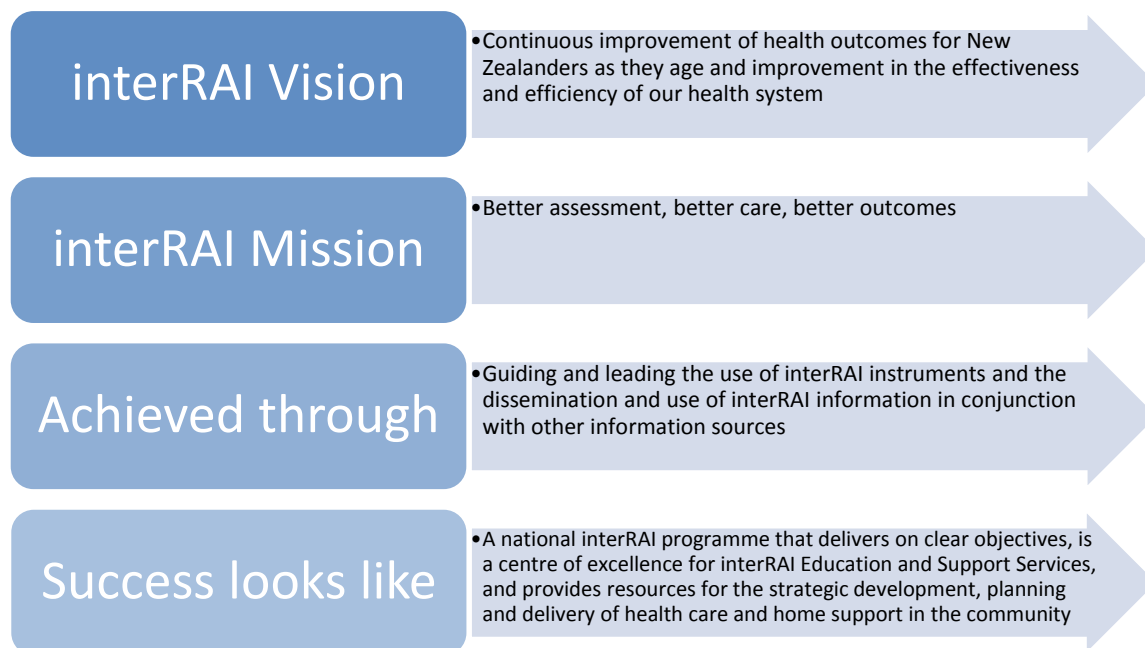 interRAI Vision
•Continuous improvement of health outcomes for New
Zealanders as they age and improvement in the effectiveness
and efficiency of our health system
interRAI Mission
•Better assessment, better care, better outcomes
Achieved through
•Guiding and leading the use of interRAI instruments and the
dissemination and use of interRAI information in conjunction
with other information sources
Success looks like
•A national interRAI programme that delivers on clear objectives, is
a centre of excellence for interRAI Education and Support Services,
and provides resources for the strategic development, planning
and delivery of health care and home support in the community